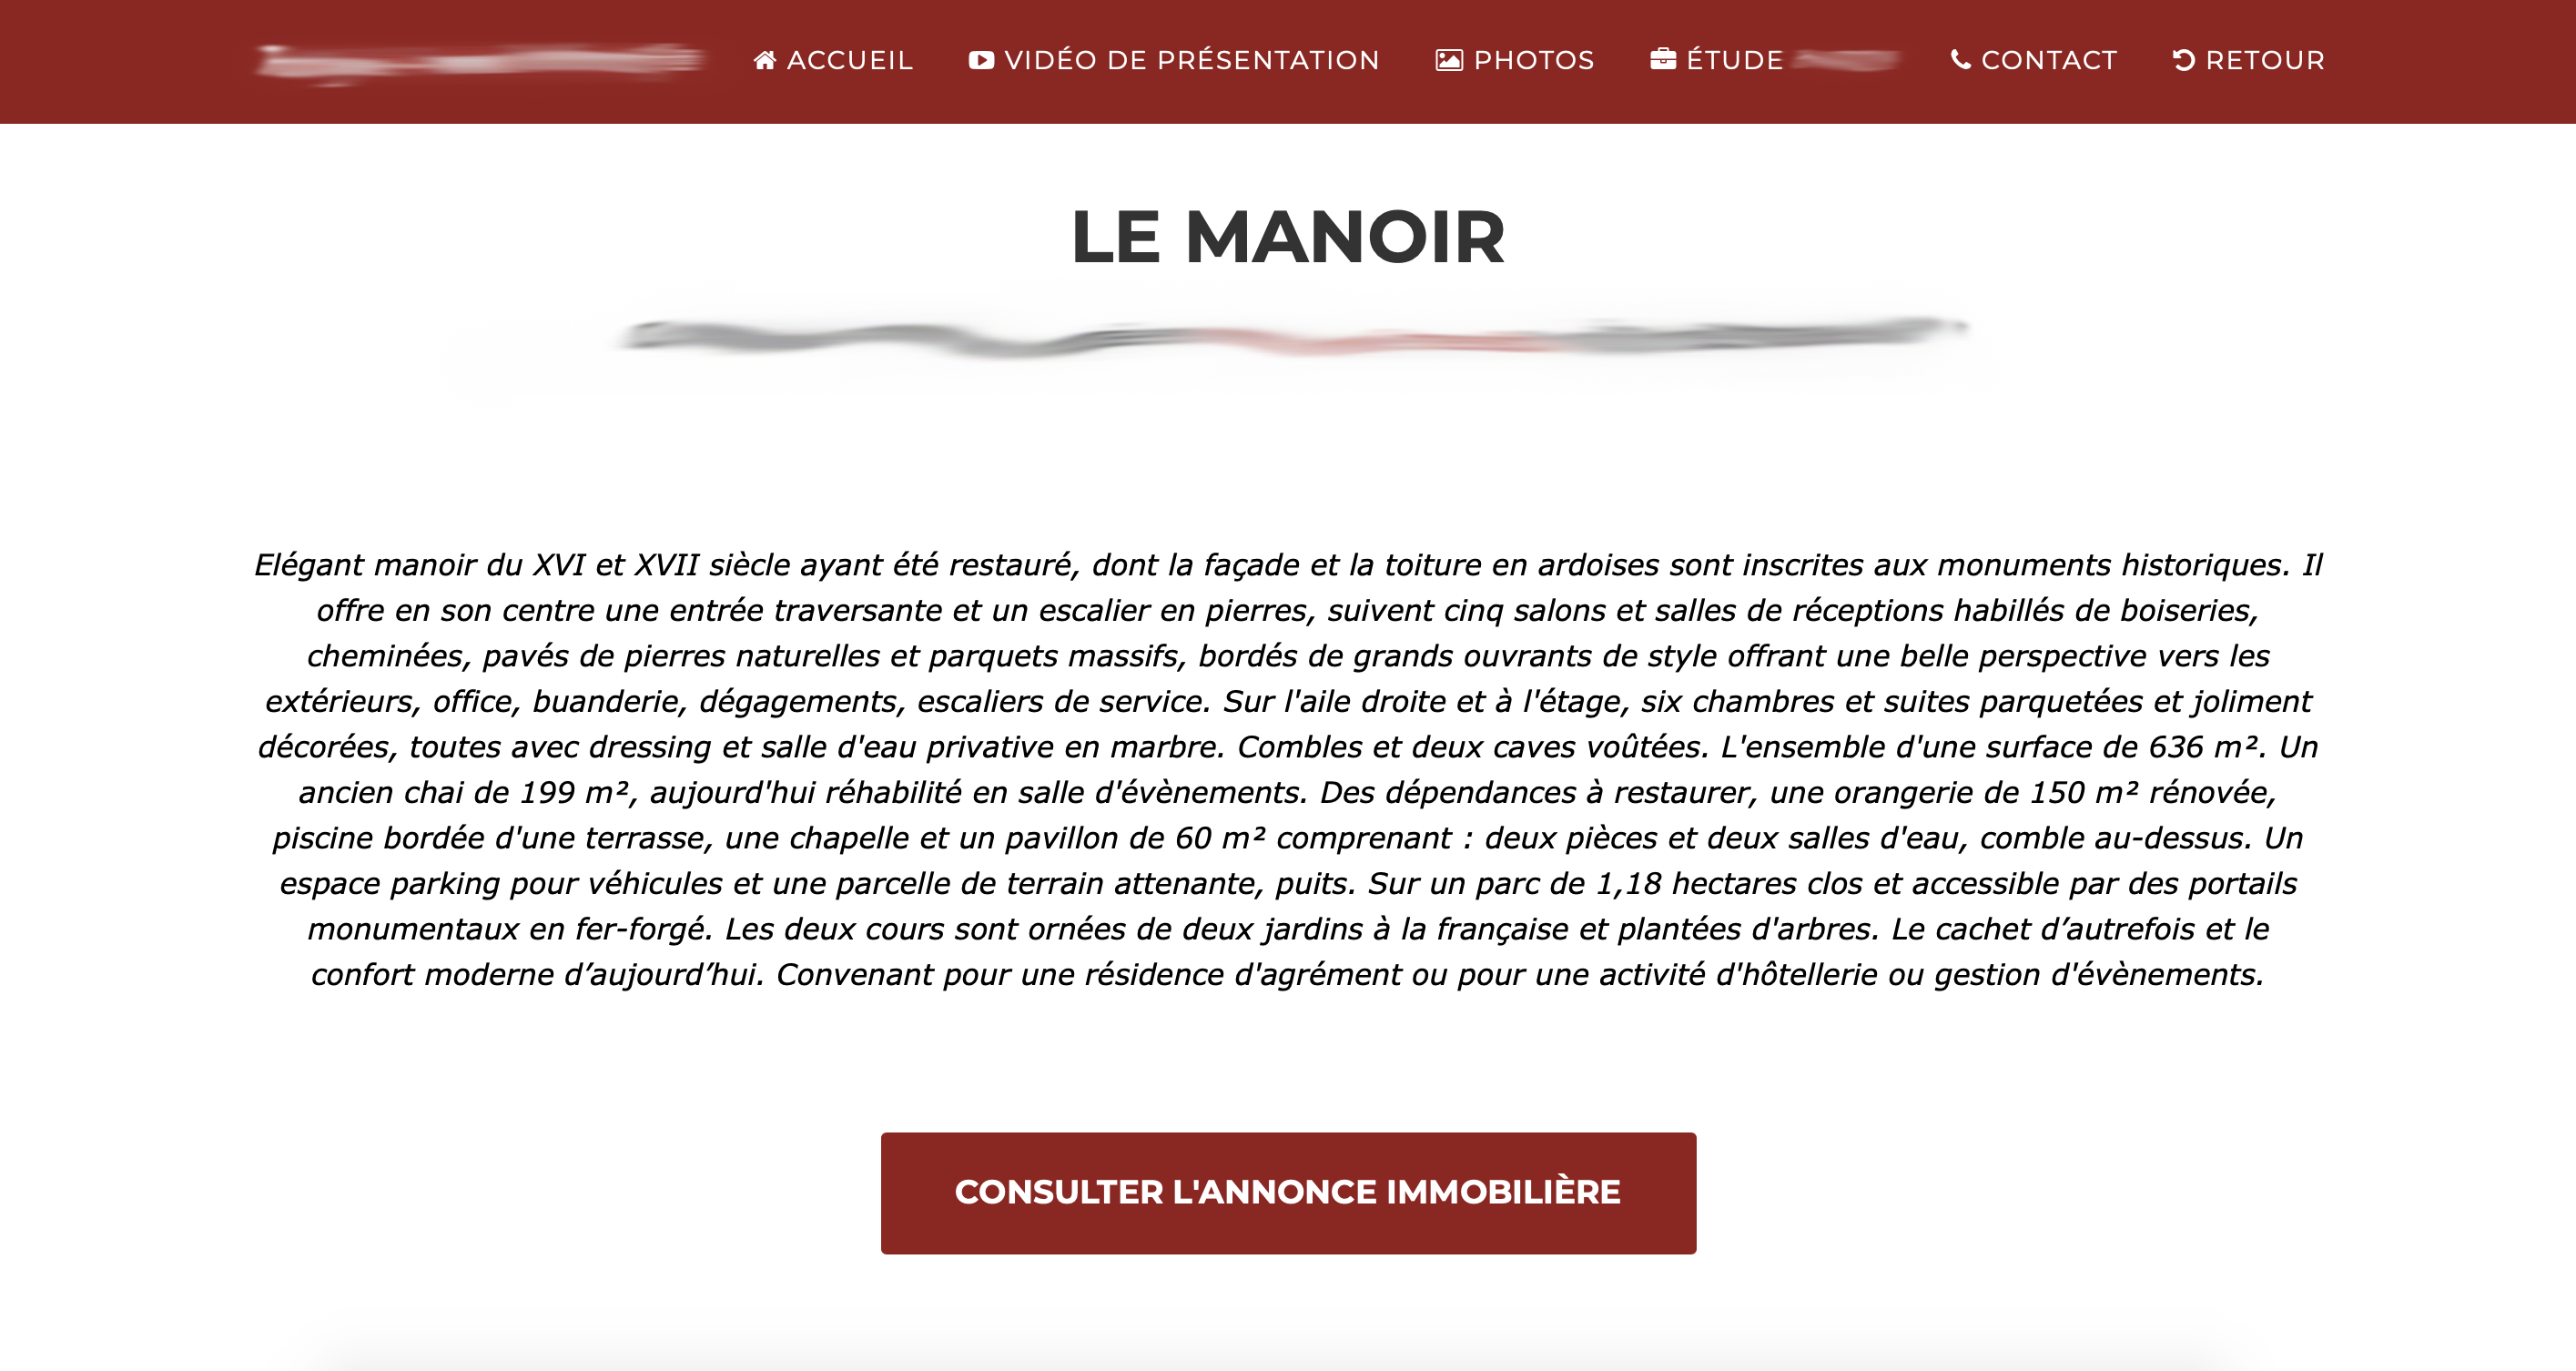 ACCUEIL VIDÉO DE PRÉSENTATION PHOTOS ÉTUDE CONTACT RETOUR
LE MANOIR
Elégant manoir du XVI et XVII siècle ayant été restauré, dont la façade et la toiture en ardoises sont inscrites aux monuments historiques. Il
offre en son centre une entrée traversante et un escalier en pierres, suivent cinq salons et salles de réceptions habillés de boiseries,
cheminées, pavés de pierres naturelles et parquets massifs, bordés de grands ouvrants de style offrant une belle perspective vers les
extérieurs, office, buanderie, dégagements, escaliers de service. Sur l'aile droite et à l'étage, six chambres et suites parquetées et joliment
décorées, toutes avec dressing et salle d'eau privative en marbre. Combles et deux caves voûtées. L'ensemble d'une surface de 636 m². Un
ancien chai de 199 m², aujourd'hui réhabilité en salle d'évènements. Des dépendances à restaurer, une orangerie de 150 m² rénovée,
piscine bordée d'une terrasse, une chapelle et un pavillon de 60 m² comprenant : deux pièces et deux salles d'eau, comble au-dessus. Un
espace parking pour véhicules et une parcelle de terrain attenante, puits. Sur un parc de 1,18 hectares clos et accessible par des portails
monumentaux en fer-forgé. Les deux cours sont ornées de deux jardins à la française et plantées d'arbres. Le cachet d’autrefois et le
confort moderne d’aujourd’hui. Convenant pour une résidence d'agrément ou pour une activité d'hôtellerie ou gestion d'évènements.
CONSULTER L'ANNONCE IMMOBILIÈRE